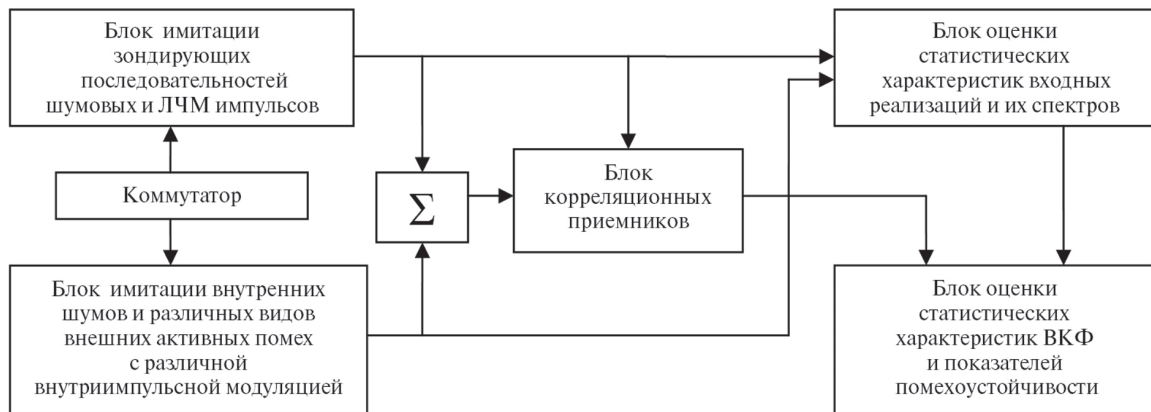 Блок имитации
зондирующих
последовательностей
шумовых и ЛЧМ импульсов
Блок оценки
статистических
характеристик входных
реализаций и их спектров
Коммутатор
Σ
Блок
корреляционных
приемников
Блок имитации внутренних
шумов и различных видов
внешних активных помех
с различной
внутриимпульсной модуляцией
Блок оценки
статистических
характеристик ВКФ
и показателей
помехоустойчивости